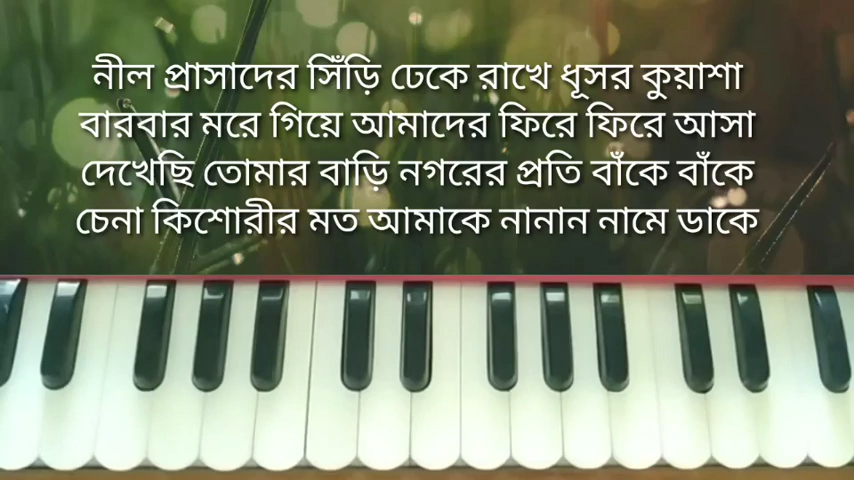 নীল প্রাসাদের সিঁড়ি ঢেকে রাখে ধূসর কুয়াশা
বারবার মরে গিয়ে আমাদের ফিরে ফিরে আসা
দেখেছি তোমার বাড়ি নগরের প্রতি বাঁকে বাঁকে
চেনা কিশোরীর মত আমাকে নানান নামে ডাকে